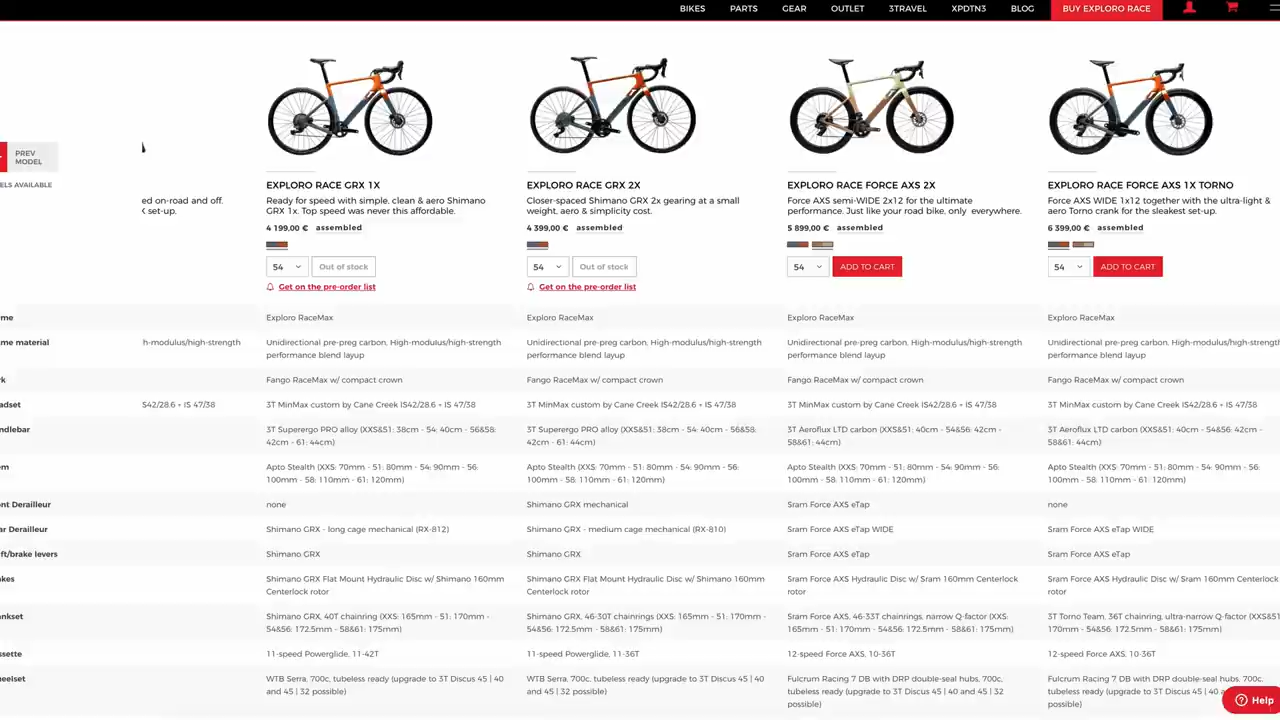 BIKES PARTS GEAR OUTLET 3TRAVEL XPDTN3 BLOG BUY EXPLORO RACE
PREV
MODEL
ELS AVAILABLE
ed on-road and off.
set-up.
EXPLORO RACE GRX 1X
Ready for speed with simple, clean & aero Shimano
GRX 1x. Top speed was never this affordable.
4 199,00 € assembled
54 Out of stock
Get on the pre-order list
EXPLORO RACE GRX 2X
Closer-spaced Shimano GRX 2x gearing at a small
weight, aero & simplicity cost.
4 399,00 € assembled
54 Out of stock
Get on the pre-order list
EXPLORO RACE FORCE AXS 2X
Force AXS semi-WIDE 2x12 for the ultimate
performance. Just like your road bike, only everywhere.
5 899,00 € assembled
54 ADD TO CART
EXPLORO RACE FORCE AXS 1X TORNO
Force AXS WIDE 1x12 together with the ultra-light &
aero Torno crank for the sleakest set-up.
6 399,00 € assembled
54 ADD TO CART
me Exploro RaceMax Exploro RaceMax Exploro RaceMax Exploro RaceMax
me material h-modulus/high-strength Unidirectional pre-preg carbon, High-modulus/high-strength Unidirectional pre-preg carbon, High-modulus/high-strength Unidirectional pre-preg carbon, High-modulus/high-strength Unidirectional pre-preg carbon, High-modulus/high-streng
performance blend layup performance blend layup performance blend layup performance blend layup
rk Fango RaceMax w/ compact crown Fango RaceMax w/ compact crown Fango RaceMax w/ compact crown Fango RaceMax w/ compact crown
adset S42/28.6 ÷ IS 47/38 3T MinMax custom by Cane Creek IS42/28.6 ÷ IS 47/38 3T MinMax custom by Cane Creek IS42/28.6 ÷ IS 47/38 3T MinMax custom by Cane Creek IS42/28.6 ÷ IS 47/38 3T MinMax custom by Cane Creek IS42/28.6 ÷ IS 47/38
ndlebar 3T Superergo PRO alloy (XXS&51: 38cm - 54: 40cm - 56&58: 3T Superergo PRO alloy (XXS&51: 38cm - 54: 40cm - 56&58: 3T Aeroflux LTD carbon (XXS&51: 40cm - 54&56: 42cm - 3T Aeroflux LTD carbon (XXS&51: 40cm - 54&56: 42cm -
42cm - 61: 44cm) 42cm - 61: 44cm) 58&61: 44cm) 58&61: 44cm)
em Apto Stealth (XXS: 70mm - 51: 80mm - 54: 90mm - 56: Apto Stealth (XXS: 70mm - 51: 80mm - 54: 90mm - 56: Apto Stealth (XXS: 70mm - 51: 80mm - 54: 90mm - 56: Apto Stealth (XXS: 70mm - 51: 80mm - 54: 90mm - 56:
100mm - 58: 110mm - 61: 120mm) 100mm - 58: 110mm - 61: 120mm) 100mm - 58: 110mm - 61: 120mm) 100mm - 58: 110mm - 61: 120mm)
nt Derailleur none Shimano GRX mechanical Sram Force AXS eTap none
ar Derailleur Shimano GRX - long cage mechanical (RX-812) Shimano GRX - medium cage mechanical (RX-810) Sram Force AXS eTap WIDE Sram Force AXS eTap WIDE
ft/brake levers Shimano GRX Shimano GRX Sram Force AXS eTap Sram Force AXS eTap
kes Shimano GRX Flat Mount Hydraulic Disc w/ Shimano 160mm Shimano GRX Flat Mount Hydraulic Disc w/ Shimano 160mm Sram Force AXS Hydraulic Disc w/ Sram 160mm Centerlock Sram Force AXS Hydraulic Disc w/ Sram 160mm Centerlock
Centerlock rotor Centerlock rotor rotor rotor
nkset Shimano GRX, 40T chainring (XXS: 165mm - 51: 170mm - Shimano GRX, 46-30T chainrings (XXS: 165mm - 51: 170mm - Sram Force AXS, 46-33T chainrings, narrow Q-factor (XXS: 3T Torno Team, 36T chainring, ultra-narrow Q-factor (XXS&51
54&56: 172.5mm - 58&61: 175mm) 54&56: 172.5mm - 58&61: 175mm) 165mm - 51: 170mm - 54&56: 172.5mm - 58&61: 175mm) 170mm - 54&56: 172.5mm - 58&61: 175mm)
ssette 11-speed Powerglide, 11-42T 11-speed Powerglide, 11-36T 12-speed Force AXS, 10-36T 12-speed Force AXS, 10-36T
eelset WTB Serra, 700c, tubeless ready (upgrade to 3T Discus 45 | 40 WTB Serra, 700c, tubeless ready (upgrade to 3T Discus 45 | 40 Fulcrum Racing 7 DB with DRP double-seal hubs, 700c, Fulcrum Racing 7 DB with DRP double-seal hubs, 700c,
and 45 | 32 possible) and 45 | 32 possible) tubeless ready (upgrade to 3T Discus 45 | 40 and 45 | 32 tubeless ready (upgrade to 3T Discus 45 | 40
possible) possible)
Help